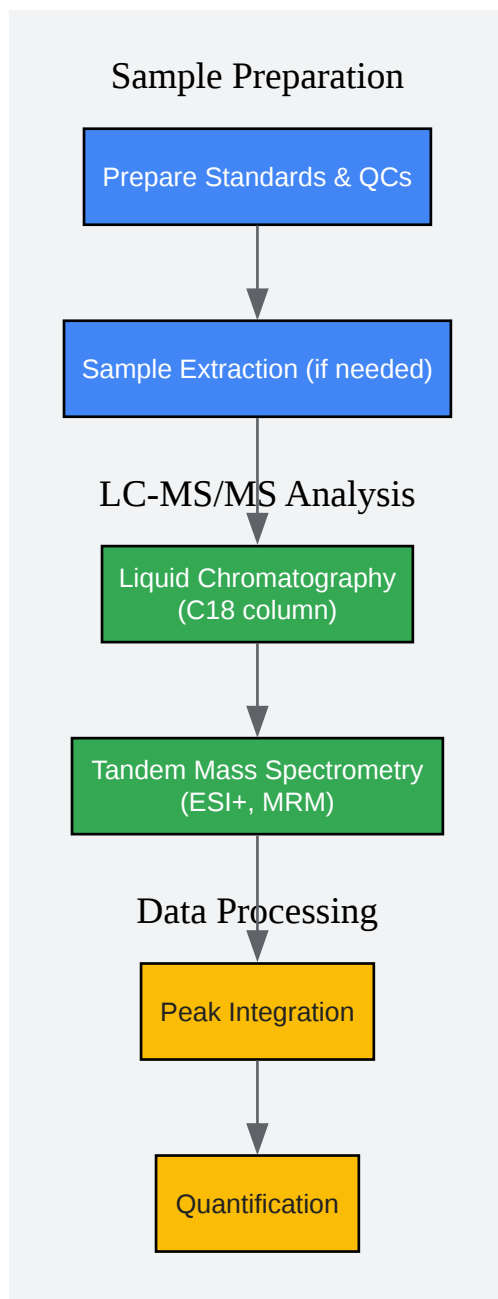 Sample Preparation
Prepare Standards & QCs
Sample Extraction (if needed)
LC-MS/MS Analysis
Liquid Chromatography
(C18 column)
Tandem Mass Spectrometry
(ESI+, MRM)
Data Processing
Peak Integration
Quantification